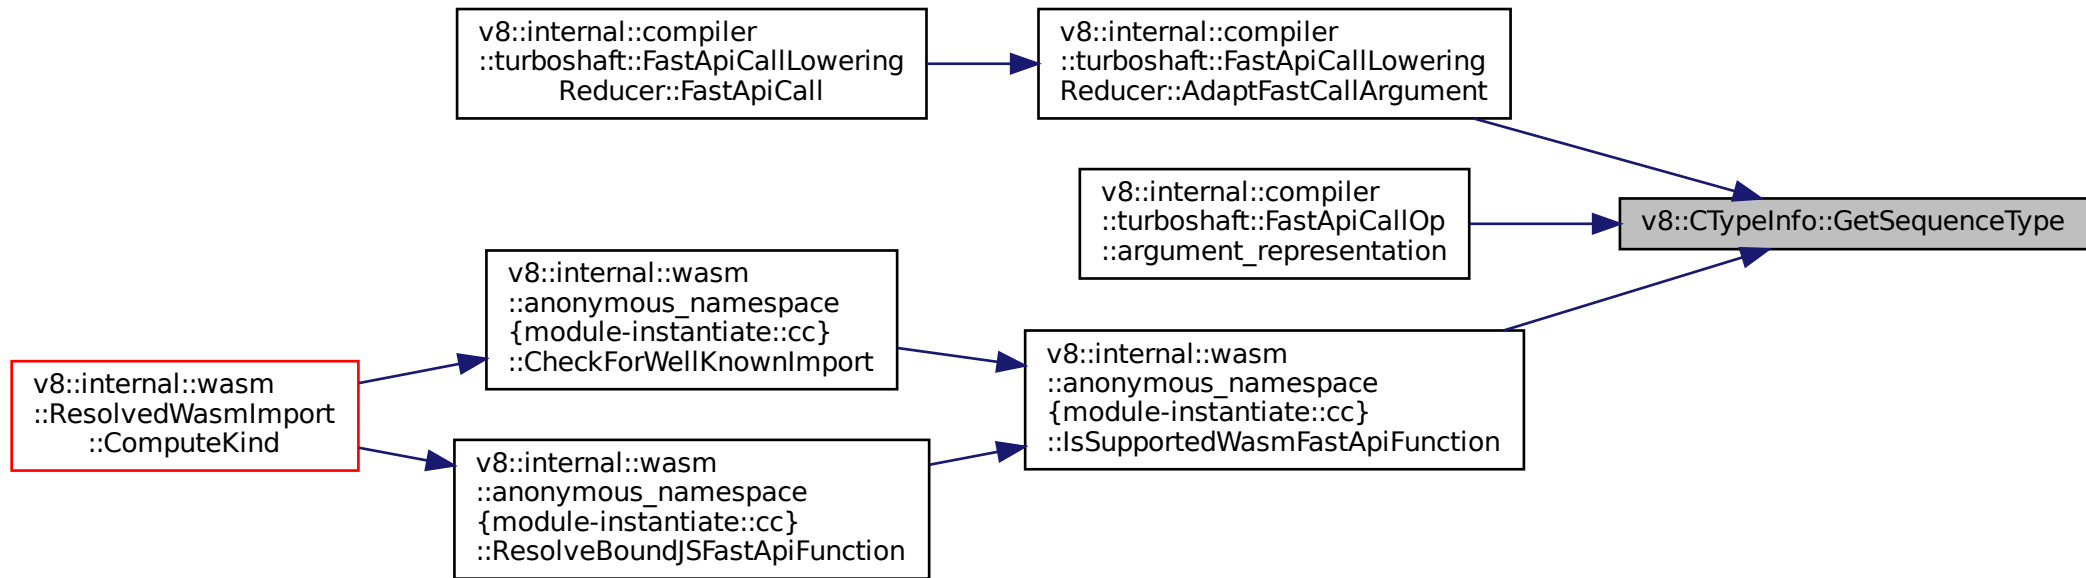 v8::internal::compiler
::turboshaft::FastApiCallLowering
Reducer::FastApiCall
v8::internal::compiler
::turboshaft::FastApiCallLowering
Reducer::AdaptFastCallArgument
v8::internal::compiler
::turboshaft::FastApiCallOp
::argument_representation
v8::CTypeInfo::GetSequenceType
v8::internal::wasm
::anonymous_namespace
{module-instantiate::cc}
::CheckForWellKnownImport
v8::internal::wasm
::anonymous_namespace
{module-instantiate::cc}
::IsSupportedWasmFastApiFunction
v8::internal::wasm
::ResolvedWasmImport
::ComputeKind
v8::internal::wasm
::anonymous_namespace
{module-instantiate::cc}
::ResolveBoundJSFastApiFunction